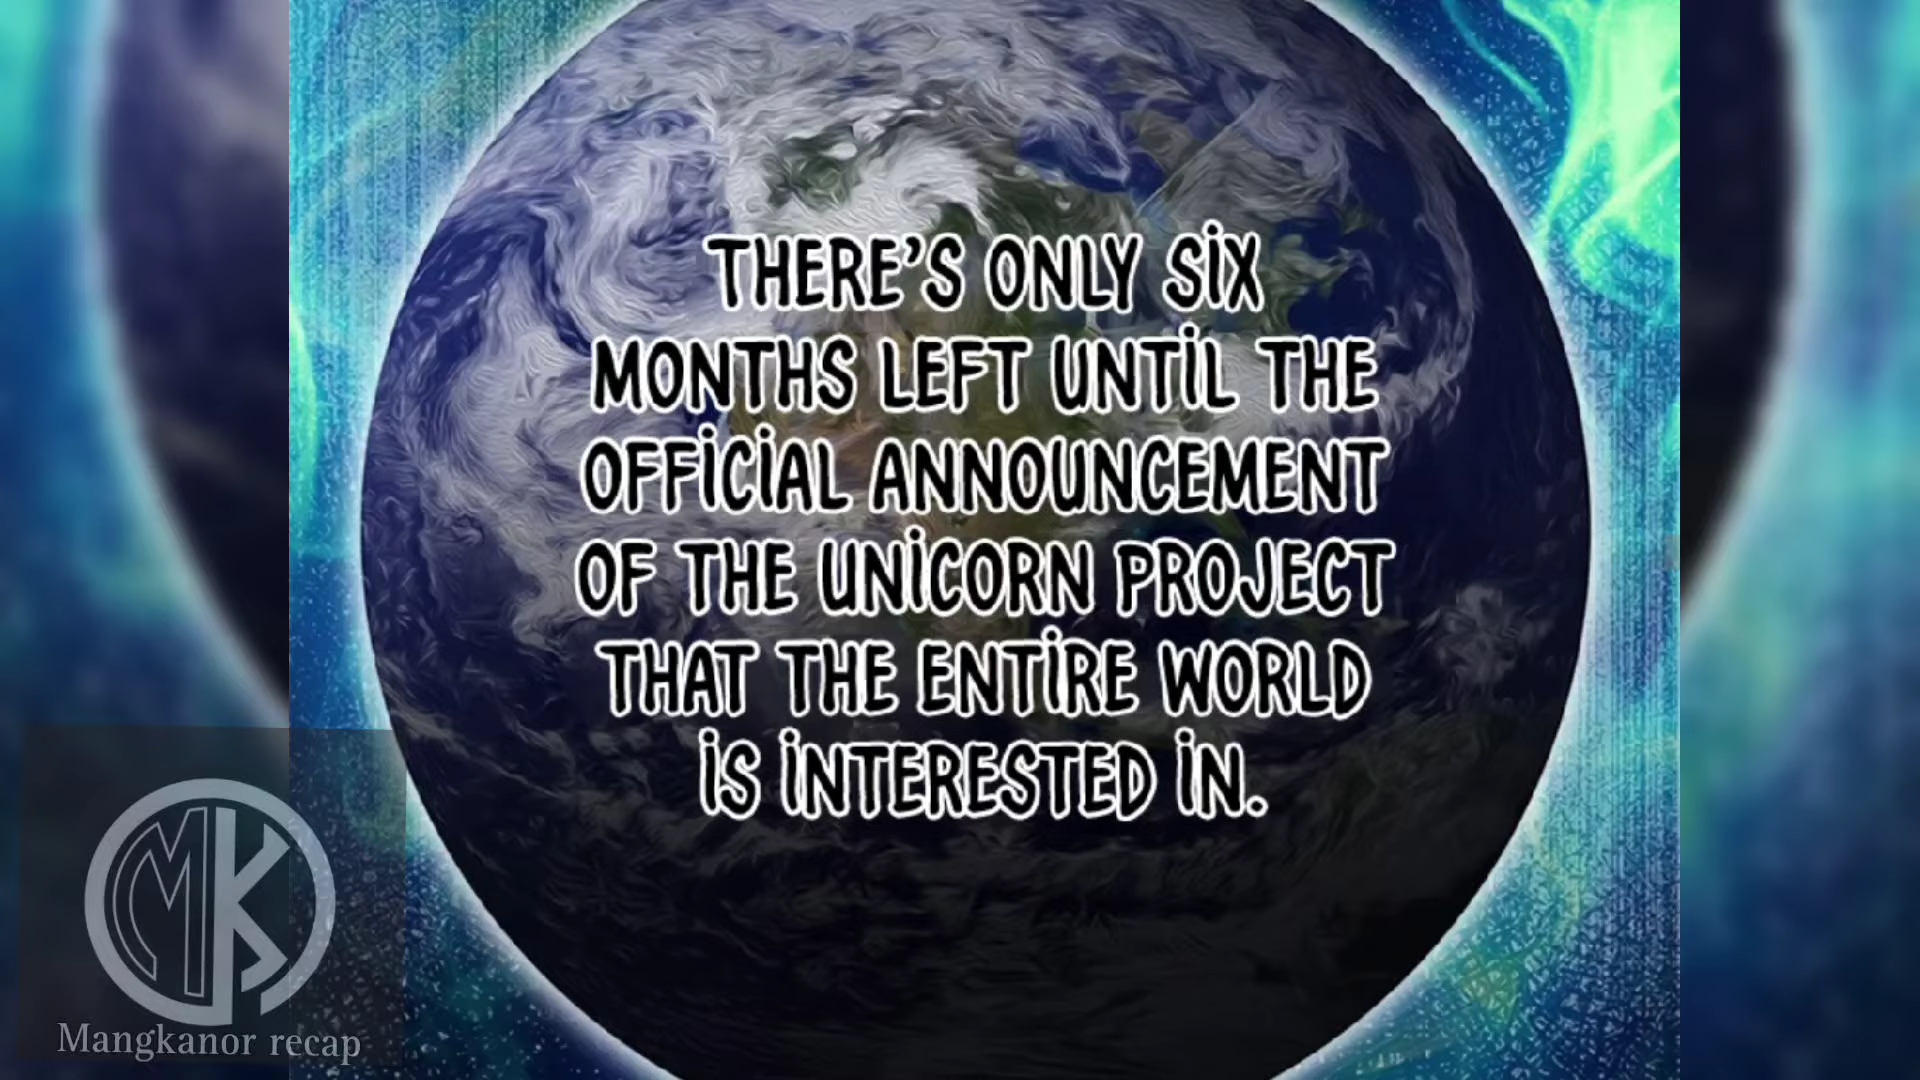 THERE'S ONLY SIX
MONTHS LEFT UNTIL THE
OFFICIAL ANNOUNCEMENT
OF THE UNICORN PROJECT
THAT THE ENTIRE WORLD
IS INTERESTED IN.
MK
Mangkanor recap